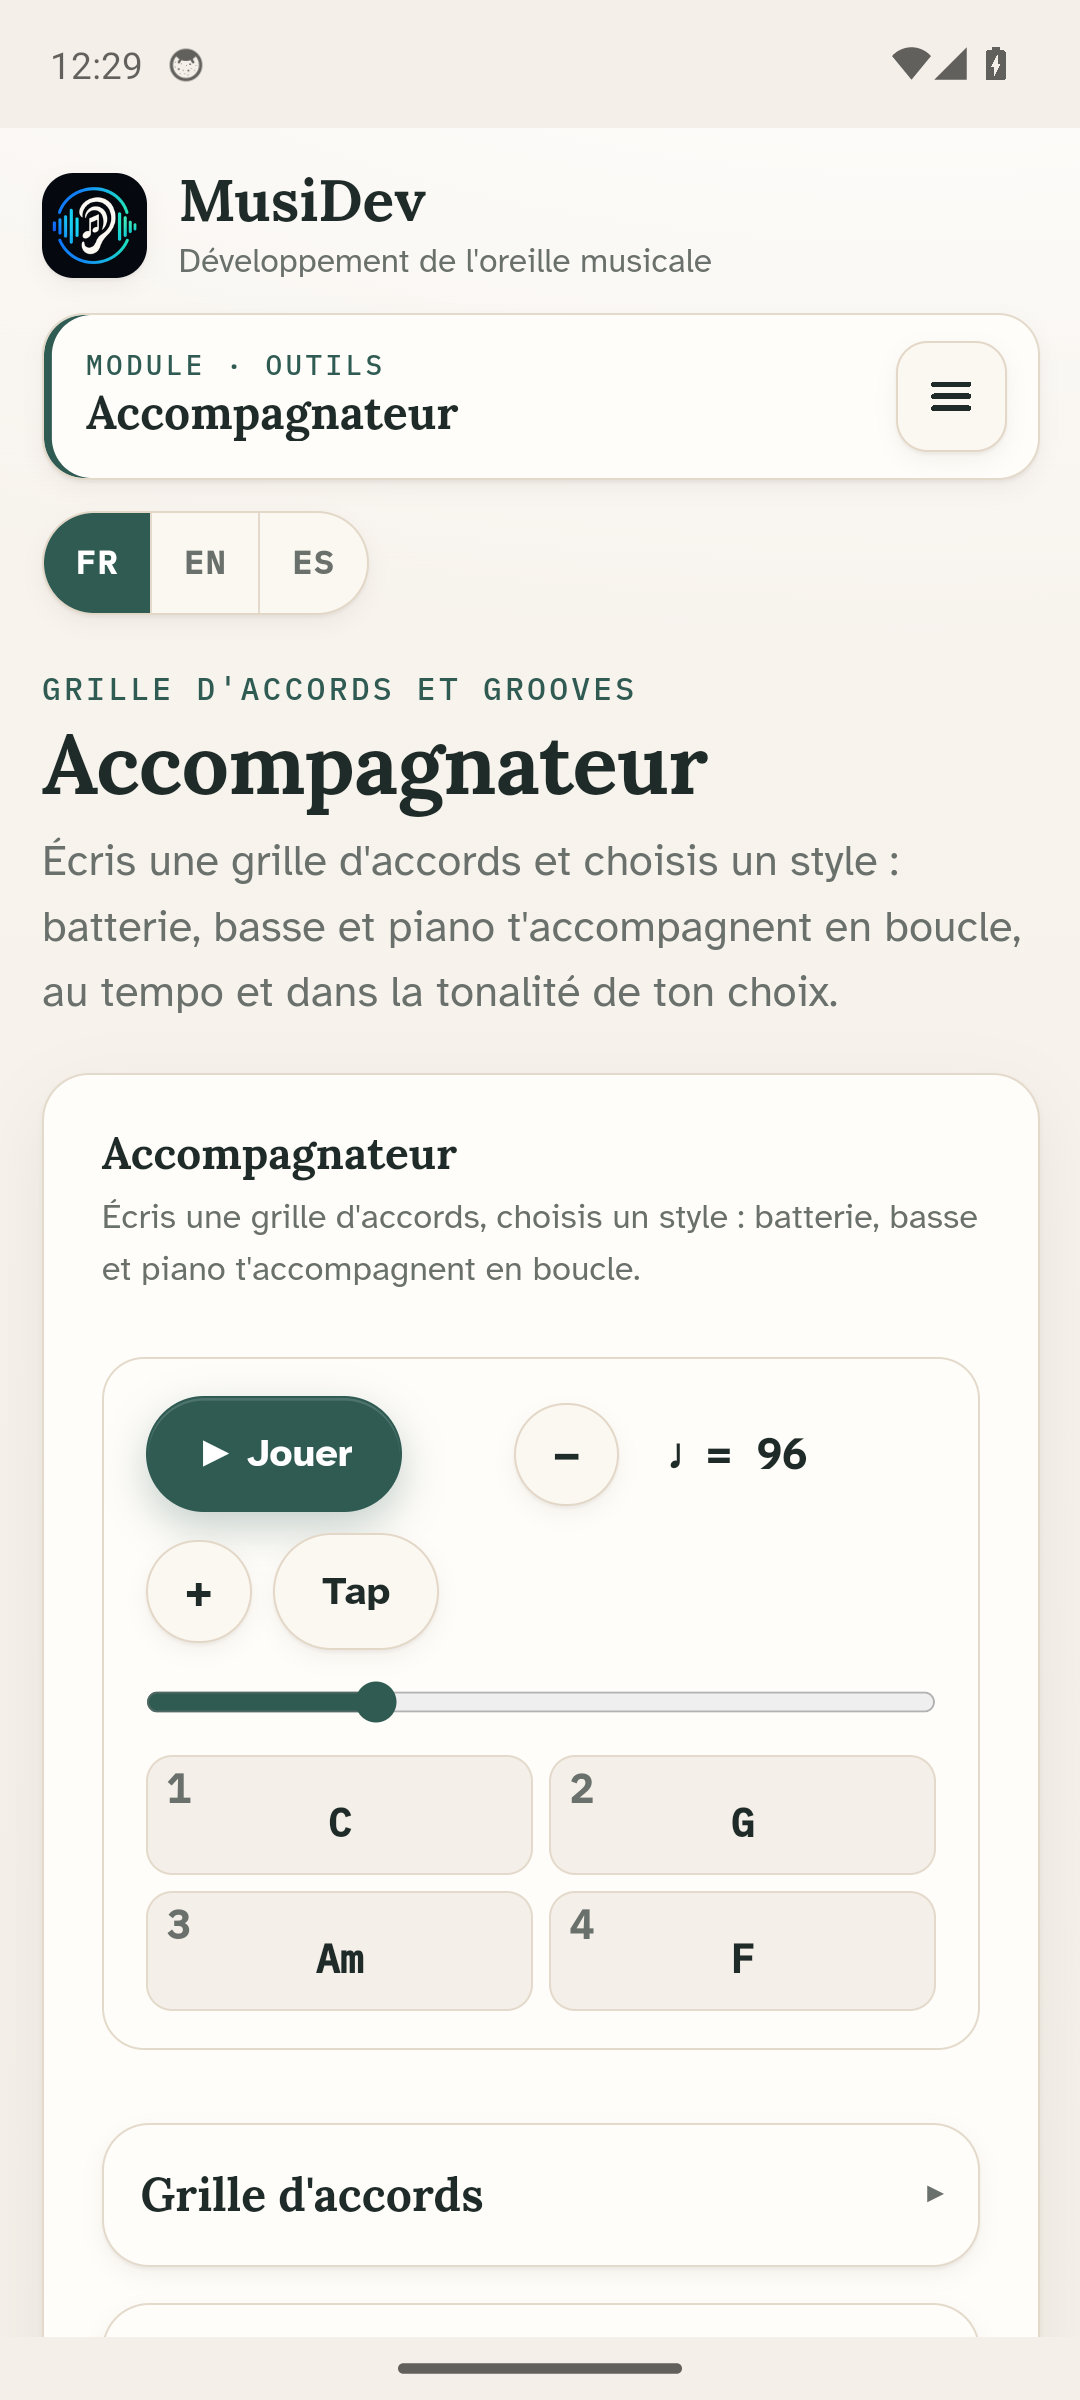 12:29
MusiDev
Développement de l'oreille musicale
MODULE · OUTILS
Accompagnateur
FR EN ES
GRILLE D'ACCORDS ET GROOVES
Accompagnateur
Écris une grille d'accords et choisis un style :
batterie, basse et piano t'accompagnent en boucle,
au tempo et dans la tonalité de ton choix.
Accompagnateur
Écris une grille d'accords, choisis un style : batterie, basse
et piano t'accompagnent en boucle.
▶ Jouer − ♩ = 96
+ Tap
1 C 2 G
3 Am 4 F
Grille d'accords ▶